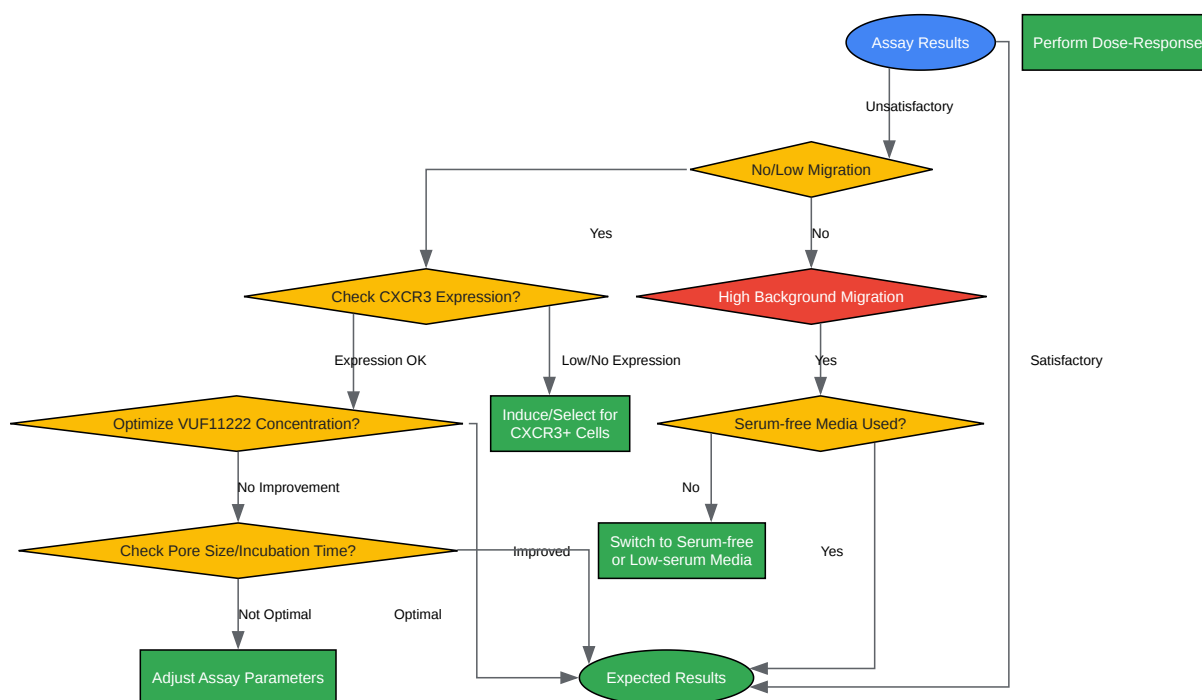 Assay Results
Perform Dose-Response
Unsatisfactory
No/Low Migration
Yes
No
Check CXCR3 Expression?
High Background Migration
Expression OK
Low/No Expression
Yes
Satisfactory
Optimize VUF11222 Concentration?
Induce/Select for
CXCR3+ Cells
Serum-free Media Used?
No Improvement
No
Check Pore Size/Incubation Time?
Improved
Switch to Serum-free
or Low-serum Media
Yes
Not Optimal
Optimal
Adjust Assay Parameters
Expected Results